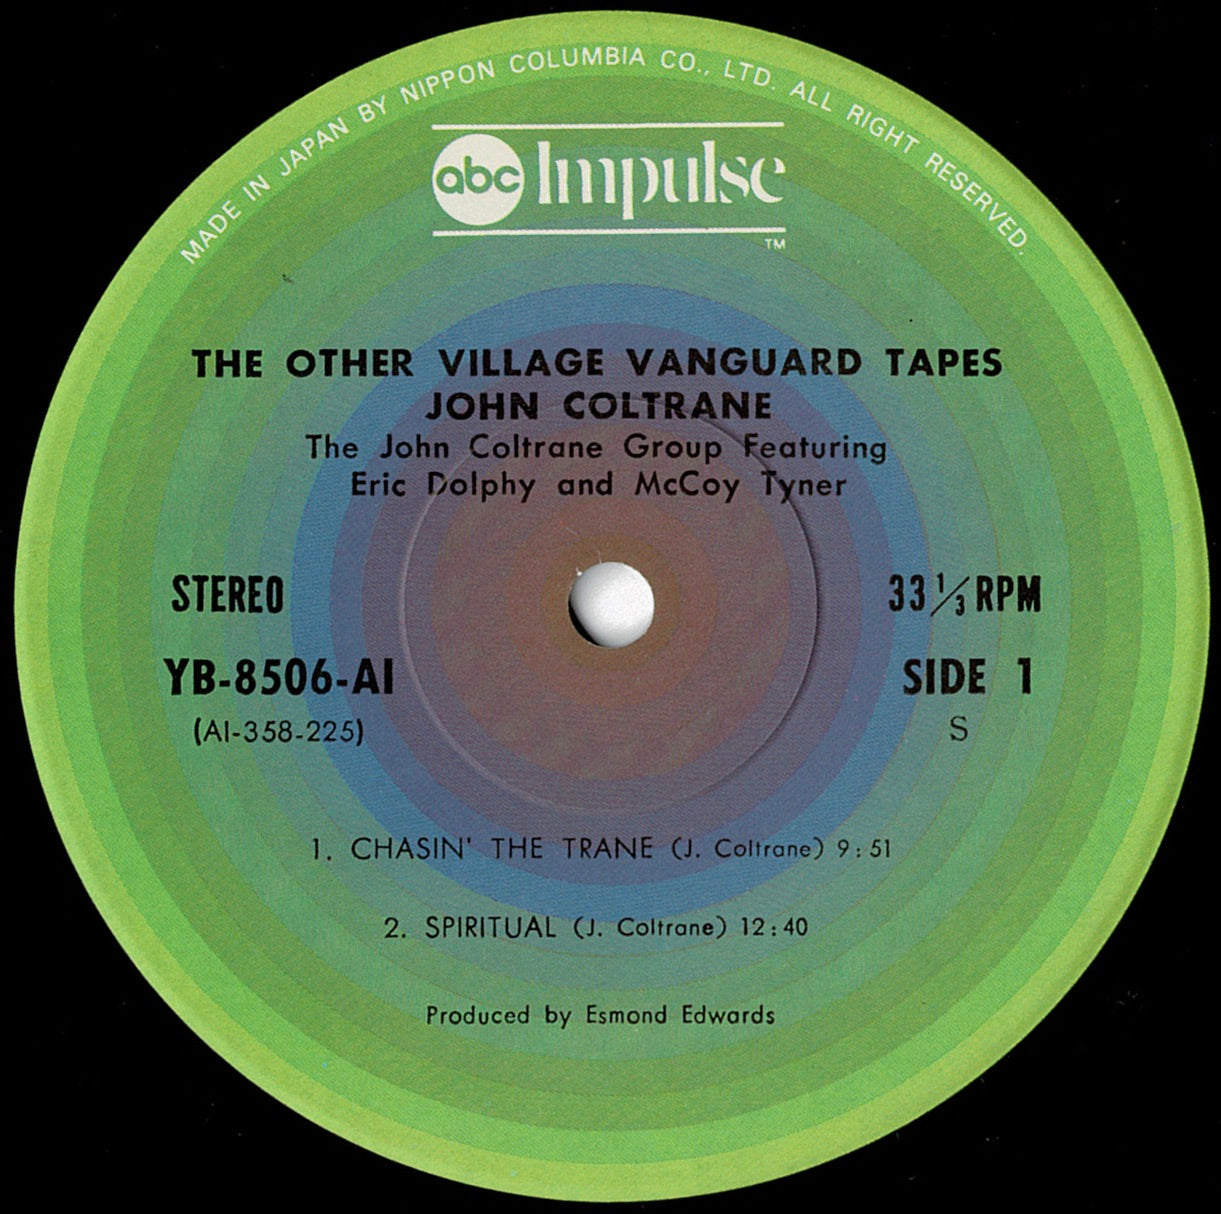 MADE IN JAPAN BY NIPPON COLUMBIA CO., LTD. ALL RIGHT RESERVED.
abc Impulse
TM
THE OTHER VILLAGE VANGUARD TAPES
JOHN COLTRANE
The John Coltrane Group Featuring
Eric Dolphy and McCoy Tyner
STEREO 33 1/3 RPM
YB-8506-AI SIDE 1
(AI-358-225) S
1. CHASIN' THE TRANE (J. Coltrane) 9:51
2. SPIRITUAL (J. Coltrane) 12:40
Produced by Esmond Edwards